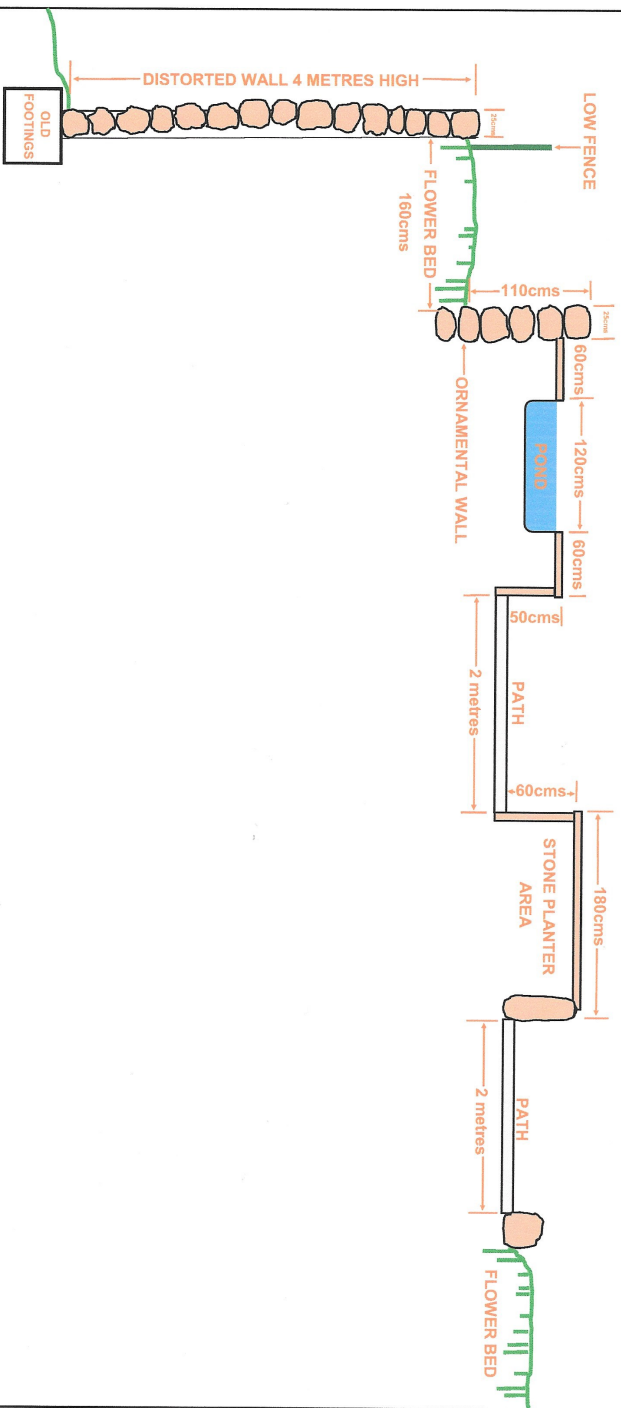 LOW FENCE
DISTORTED WALL 4 METRES HIGH
25cms
OLD
FOOTINGS
FLOWER BED
160cms
110cms
25cms
ORNAMENTAL WALL
60cms
120cms
60cms
POND
50cms
PATH
2 metres
60cms
180cms
STONE PLANTER
AREA
PATH
2 metres
FLOWER BED